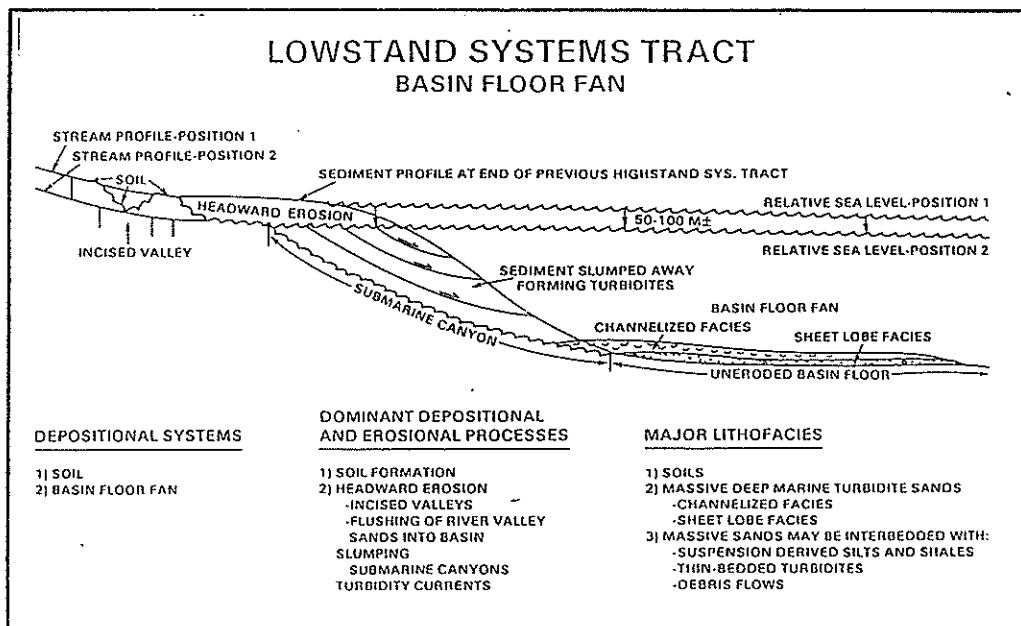 LOWSTAND SYSTEMS TRACT
BASIN FLOOR FAN
STREAM PROFILE-POSITION 1
STREAM PROFILE-POSITION 2
SOIL
SEDIMENT PROFILE AT END OF PREVIOUS HIGHSTAND SYS. TRACT
HEADWARD EROSION
RELATIVE SEA LEVEL-POSITION 1
50-100 M±
RELATIVE SEA LEVEL-POSITION 2
INCISED VALLEY
SEDIMENT SLUMPED AWAY
FORMING TURBIDITES
SUBMARINE CANYON
BASIN FLOOR FAN
CHANNELIZED FACIES
SHEET LOBE FACIES
UNERODED BASIN FLOOR
DEPOSITIONAL SYSTEMS
1) SOIL
2) BASIN FLOOR FAN
DOMINANT DEPOSITIONAL
AND EROSIONAL PROCESSES
1) SOIL FORMATION
2) HEADWARD EROSION
-INCISED VALLEYS
-FLUSHING OF RIVER VALLEY
SANDS INTO BASIN
SLUMPING
SUBMARINE CANYONS
TURBIDITY CURRENTS
MAJOR LITHOFACIES
1) SOILS
2) MASSIVE DEEP MARINE TURBIDITE SANDS
-CHANNELIZED FACIES
-SHEET LOBE FACIES
3) MASSIVE SANDS MAY BE INTERBEDDED WITH:
-SUSPENSION DERIVED SILTS AND SHALES
-THIN-BEDDED TURBIDITES
-DEBRIS FLOWS